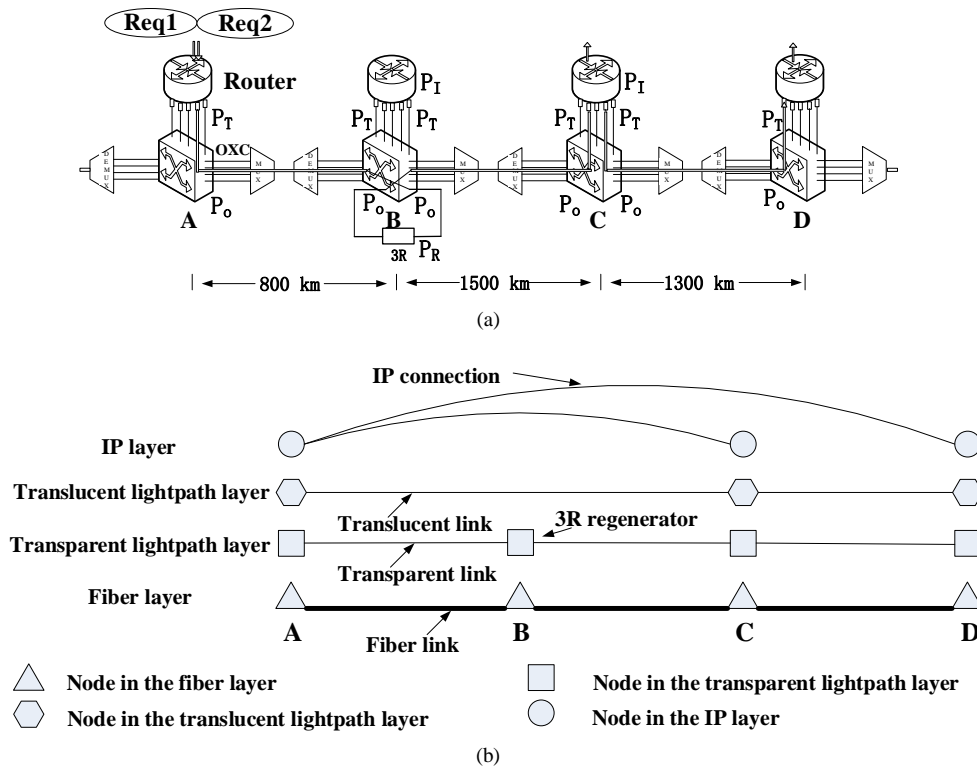 Req1 Req2
Router
P_I P_I
P_T P_T P_T P_T P_T P_T
OXC
DEMUX MUX DEMUX MUX DEMUX MUX DEMUX MUX
P_o P_o P_o P_o P_o P_o
A B C D
3R P_R
800 km 1500 km 1300 km
(a)
IP connection
IP layer
Translucent lightpath layer
Translucent link
3R regenerator
Transparent lightpath layer
Transparent link
Fiber layer
A B C D
Fiber link
Node in the fiber layer
Node in the transparent lightpath layer
Node in the translucent lightpath layer
Node in the IP layer
(b)